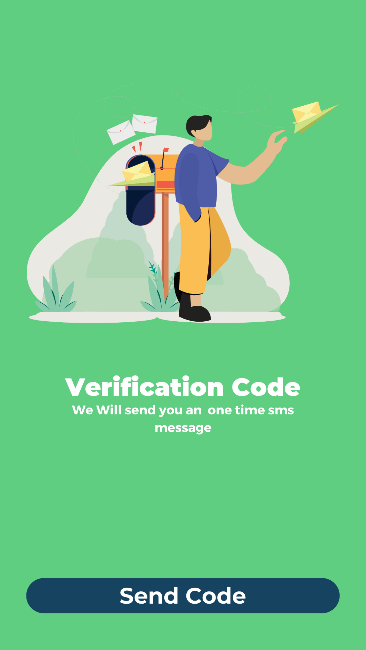 Verification Code
We Will send you an one time sms
message
Send Code